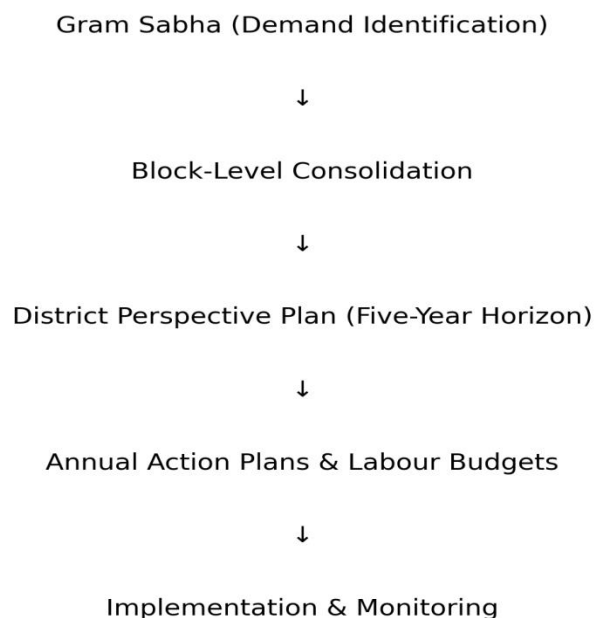 Gram Sabha (Demand Identification)
↓
Block-Level Consolidation
↓
District Perspective Plan (Five-Year Horizon)
↓
Annual Action Plans & Labour Budgets
↓
Implementation & Monitoring